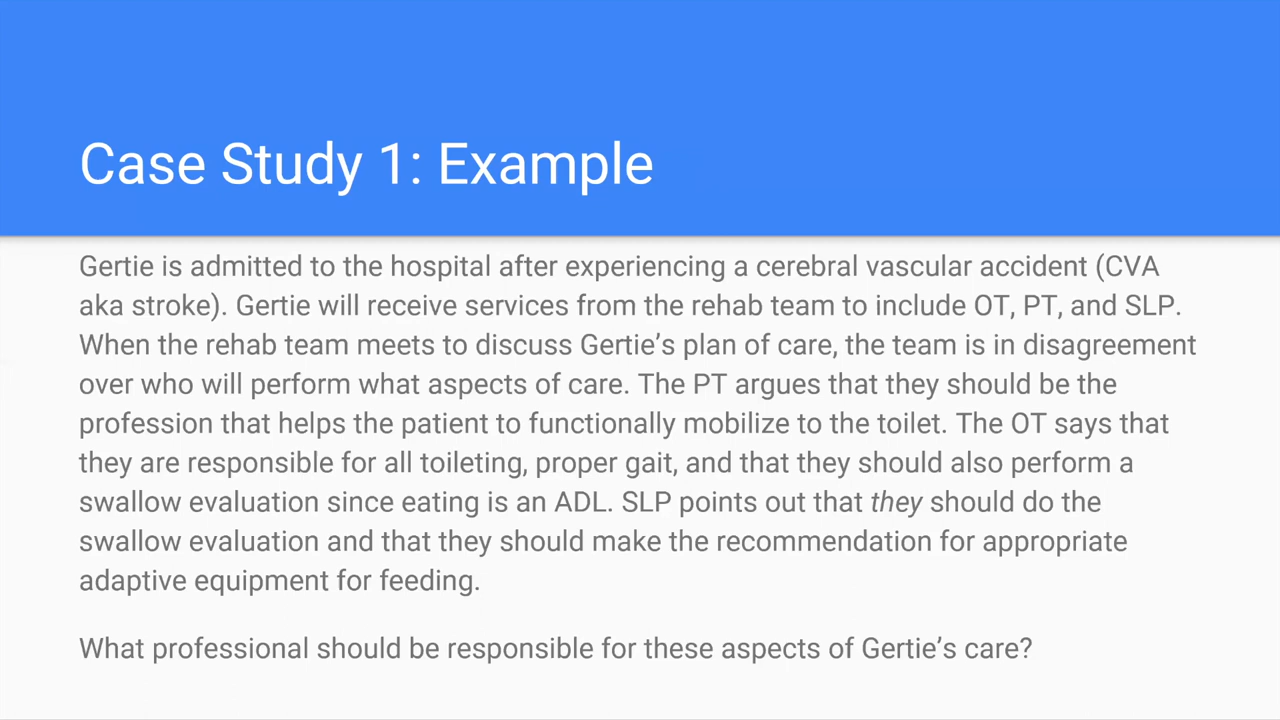 Case Study 1: Example
Gertie is admitted to the hospital after experiencing a cerebral vascular accident (CVA
aka stroke). Gertie will receive services from the rehab team to include OT, PT, and SLP.
When the rehab team meets to discuss Gertie’s plan of care, the team is in disagreement
over who will perform what aspects of care. The PT argues that they should be the
profession that helps the patient to functionally mobilize to the toilet. The OT says that
they are responsible for all toileting, proper gait, and that they should also perform a
swallow evaluation since eating is an ADL. SLP points out that they should do the
swallow evaluation and that they should make the recommendation for appropriate
adaptive equipment for feeding.
What professional should be responsible for these aspects of Gertie’s care?